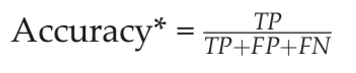 Accuracy* = TP / TP+FP+FN